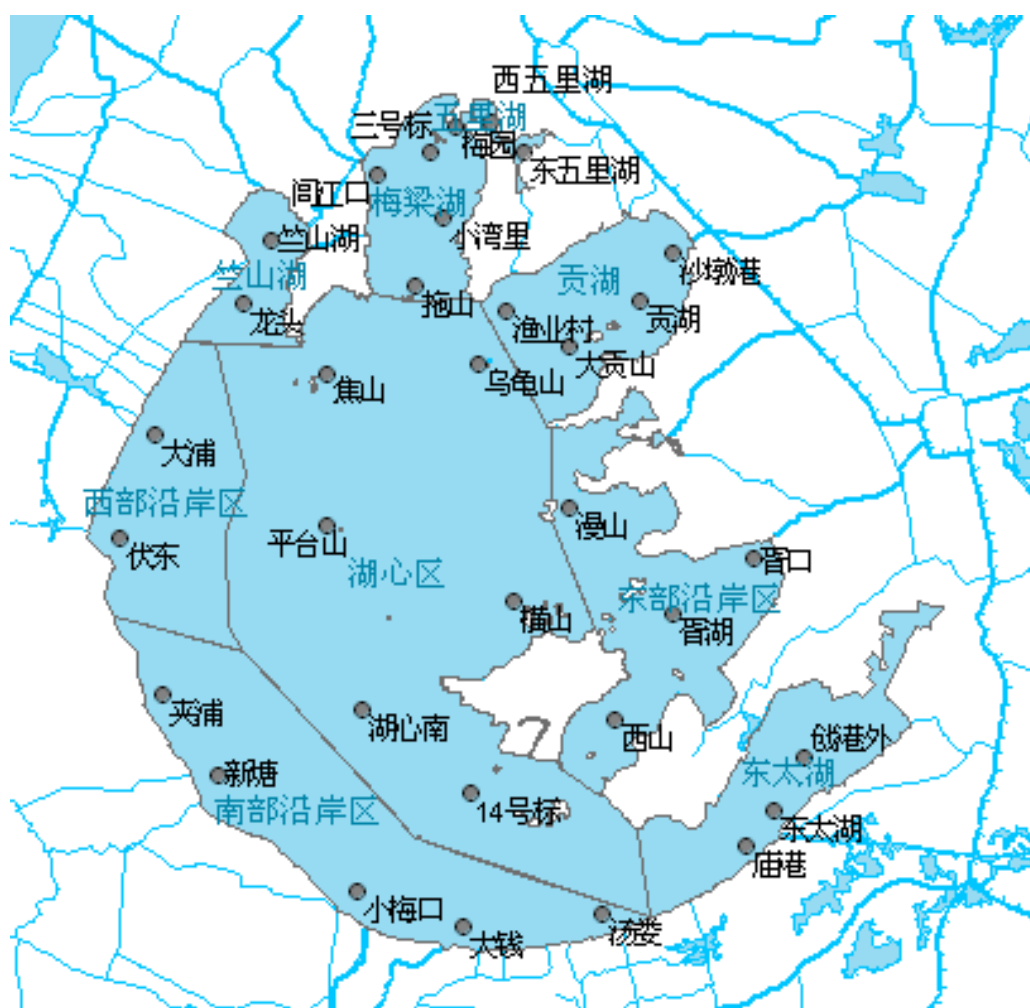 西五里湖
五里湖
三号标
梅园
东五里湖
闾江口
梅梁湖
小湾里
竺山湖
沙墩巷
竺山湖
贡湖
拖山
龙头
渔业村
贡湖
大贡山
乌龟山
焦山
大浦
西部沿岸区
漫山
平台山
伏东
湖心区
胥口
东部沿岸区
横山
胥湖
夹浦
湖心南
西山
新塘
东太湖
南部沿岸区
14号标
东太湖
庙巷
小梅口
大钱
汤娄